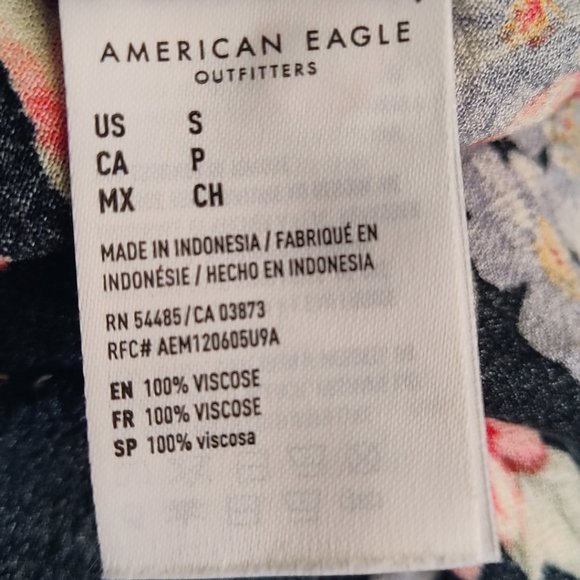 AMERICAN EAGLE
OUTFITTERS
US S
CA P
MX CH
MADE IN INDONESIA / FABRIQUÉ EN
INDONÉSIE / HECHO EN INDONESIA
RN 54485/CA 03873
RFC# AEM120605U9A
EN 100% VISCOSE
FR 100% VISCOSE
SP 100% viscosa